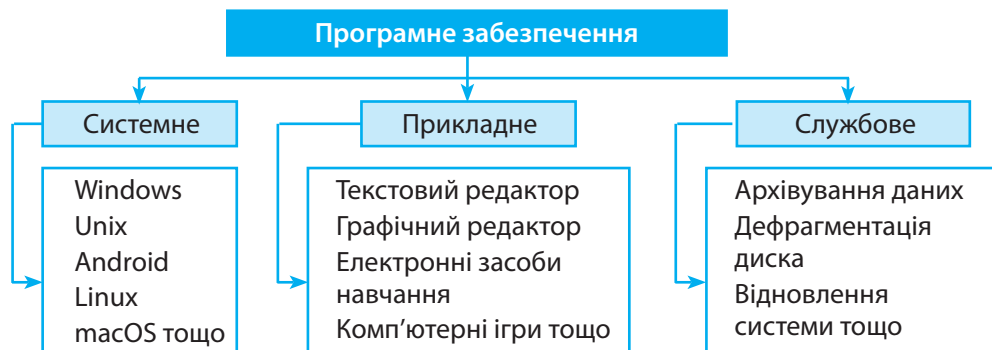 Програмне забезпечення
Системне
Прикладне
Службове
Windows
Unix
Android
Linux
macOS тощо
Текстовий редактор
Графічний редактор
Електронні засоби
навчання
Комп’ютерні ігри тощо
Архівування даних
Дефрагментація
диска
Відновлення
системи тощо